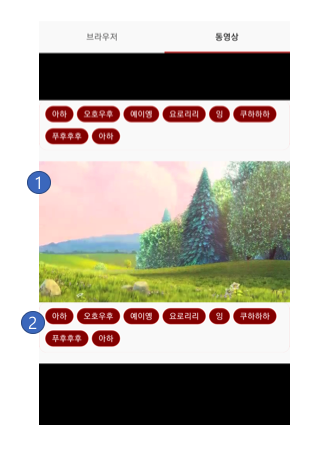 브라우저 동영상
아하 오호우후 예이옝 요로리리 잉 쿠하하하
푸후후후 아하
1
2 아하 오호우후 예이옝 요로리리 잉 쿠하하하
푸후후후 아하